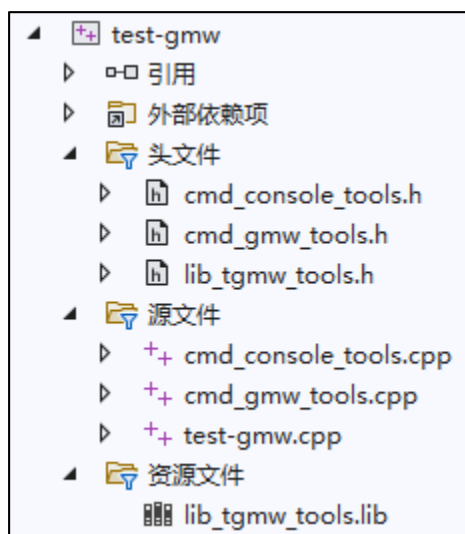 test-gmw
引用
外部依赖项
头文件
cmd_console_tools.h
cmd_gmw_tools.h
lib_tgmw_tools.h
源文件
cmd_console_tools.cpp
cmd_gmw_tools.cpp
test-gmw.cpp
资源文件
lib_tgmw_tools.lib